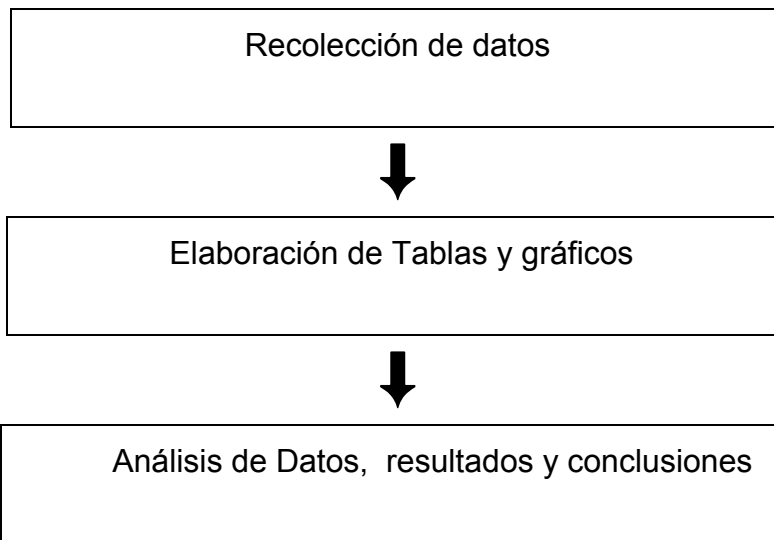 Recolección de datos
Elaboración de Tablas y gráficos
Análisis de Datos, resultados y conclusiones